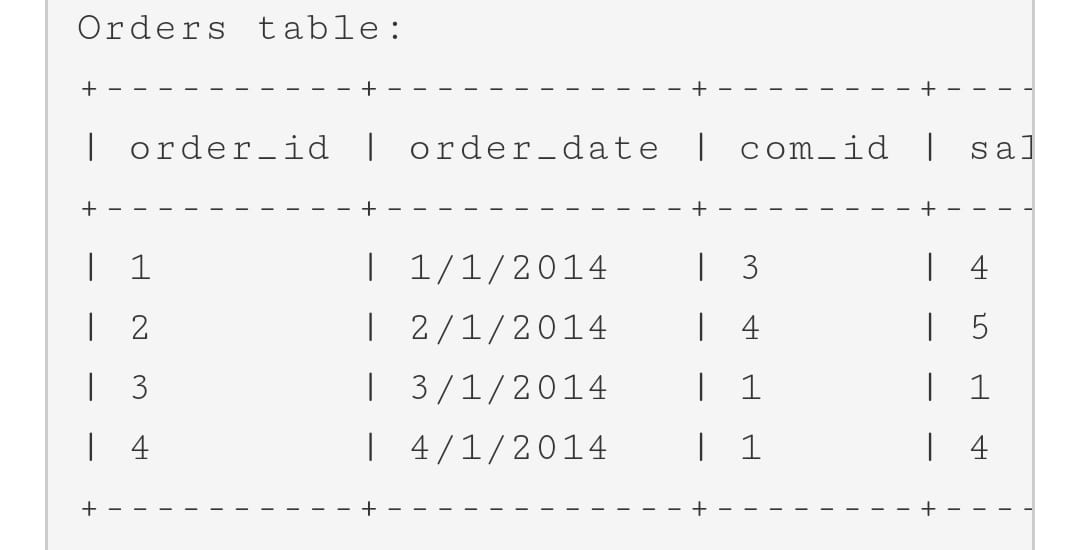 Orders table:
+----------+------------+--------+----
| order_id | order_date | com_id | sal
+----------+------------+--------+----
| 1        | 1/1/2014   | 3      | 4
| 2        | 2/1/2014   | 4      | 5
| 3        | 3/1/2014   | 1      | 1
| 4        | 4/1/2014   | 1      | 4
+----------+------------+--------+----